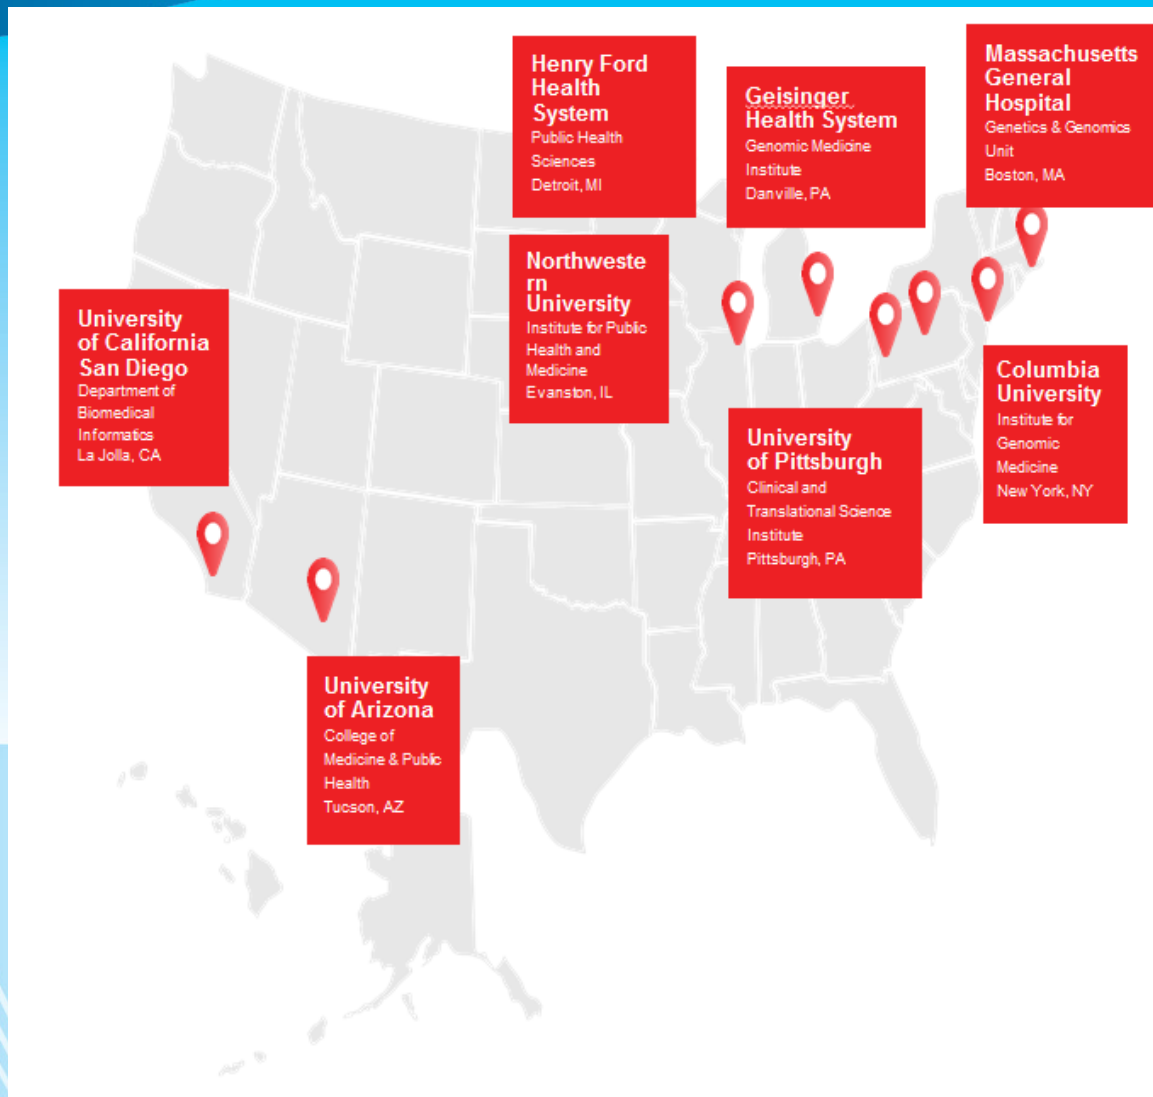 Henry Ford
Health
System
Public Health
Sciences
Detroit, MI
Geisinger
Health System
Genomic Medicine
Institute
Danville, PA
Massachusetts
General
Hospital
Genetics & Genomics
Unit
Boston, MA
Northweste
rn
University
Institute for Public
Health and
Medicine
Evanston, IL
University
of California
San Diego
Department of
Biomedical
Informatics
La Jolla, CA
Columbia
University
Institute for
Genomic
Medicine
New York, NY
University
of Pittsburgh
Clinical and
Translational Science
Institute
Pittsburgh, PA
University
of Arizona
College of
Medicine & Public
Health
Tucson, AZ